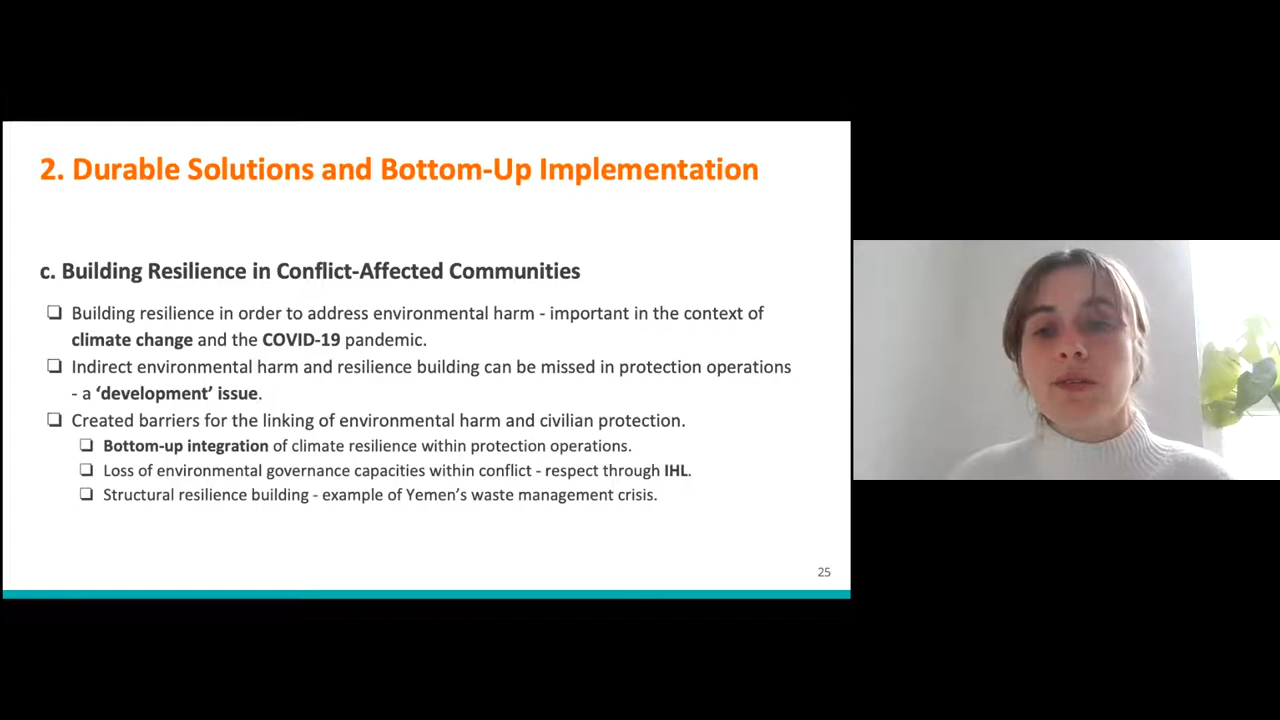 2. Durable Solutions and Bottom-Up Implementation
c. Building Resilience in Conflict-Affected Communities
❑ Building resilience in order to address environmental harm - important in the context of
climate change and the COVID-19 pandemic.
❑ Indirect environmental harm and resilience building can be missed in protection operations
- a ‘development’ issue.
❑ Created barriers for the linking of environmental harm and civilian protection.
❑ Bottom-up integration of climate resilience within protection operations.
❑ Loss of environmental governance capacities within conflict - respect through IHL.
❑ Structural resilience building - example of Yemen’s waste management crisis.
25